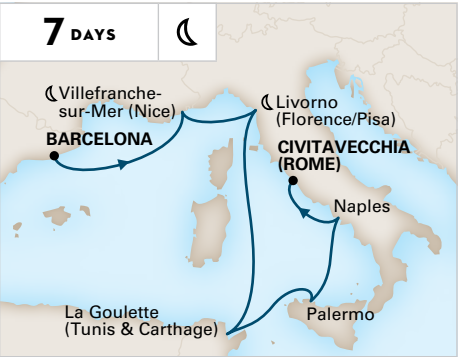 7 DAYS
Villefranche-
sur-Mer (Nice)
BARCELONA
Livorno
(Florence/Pisa)
CIVITAVECCHIA
(ROME)
Naples
La Goulette
(Tunis & Carthage)
Palermo